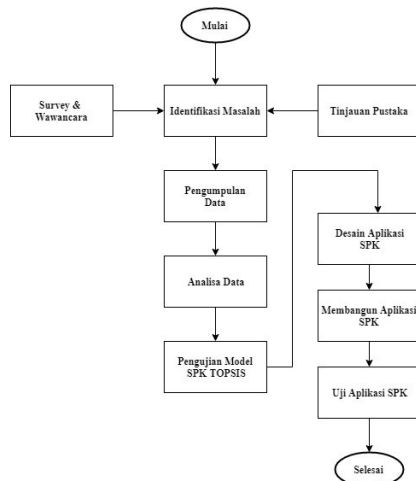 Mulai
Survey &
Wawancara
Identifikasi Masalah
Tinjauan Pustaka
Pengumpulan
Data
Analisa Data
Pengujian Model
SPK TOPSIS
Desain Aplikasi
SPK
Membangun Aplikasi
SPK
Uji Aplikasi SPK
Selesai